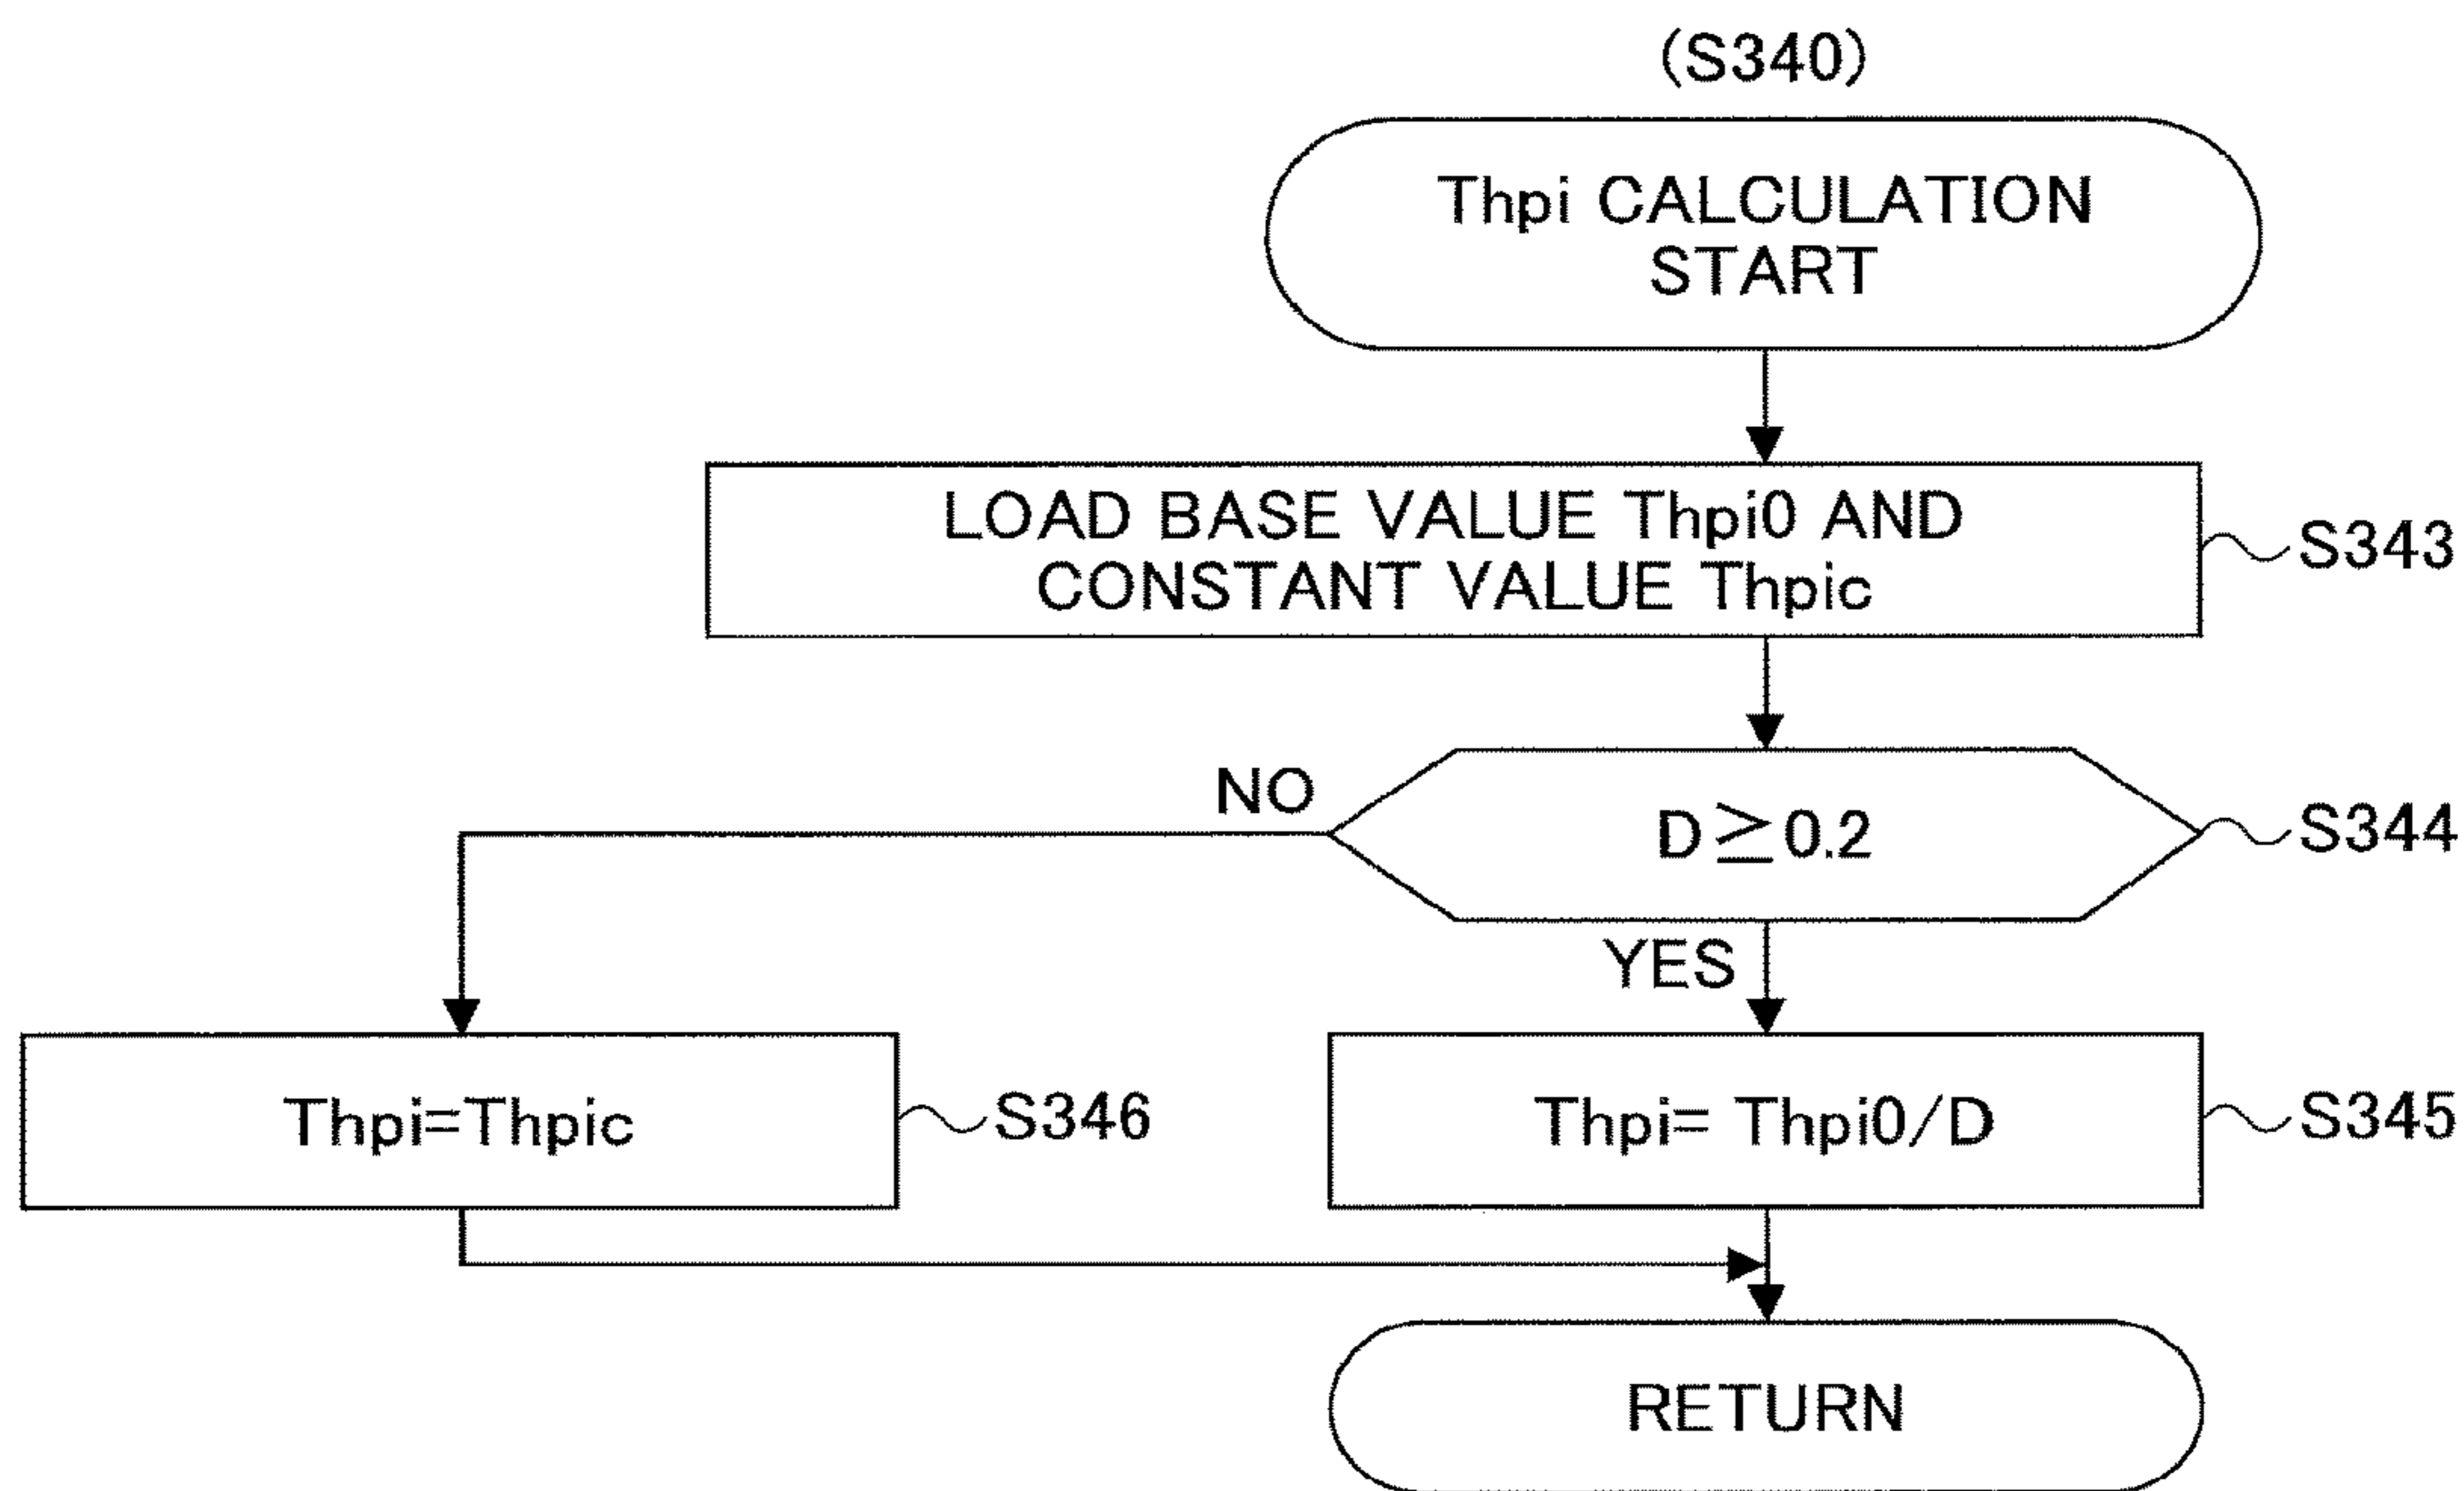 (S340)
Thpi CALCULATION
START
LOAD BASE VALUE Thpi0 AND
CONSTANT VALUE Thpic
S343
NO
D≧0.2
S344
YES
Thpi=Thpic
S346
Thpi= Thpi0/D
S345
RETURN